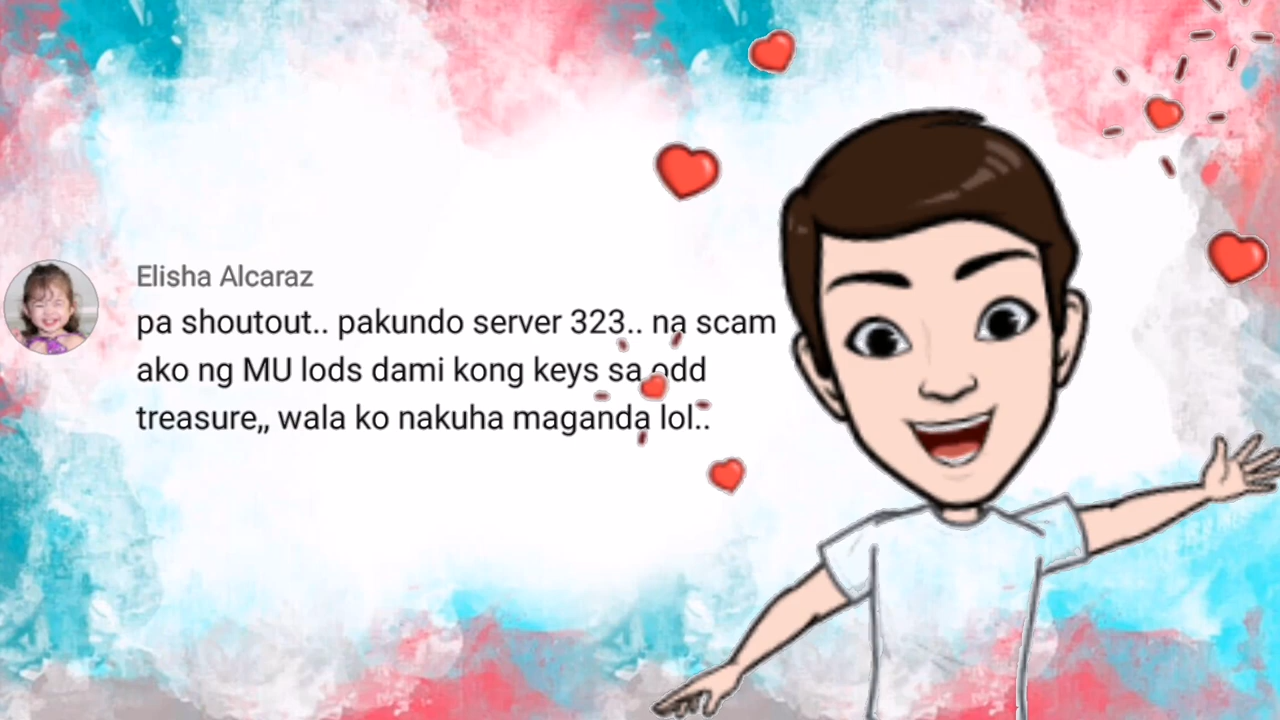 Elisha Alcaraz
pa shoutout.. pakundo server 323.. na scam
ako ng MU lods dami kong keys sa odd
treasure,, wala ko nakuha maganda lol..